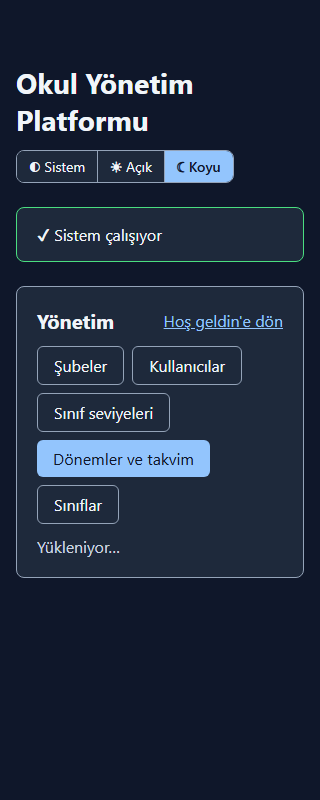 Okul Yönetim
Platformu
◐ Sistem ☀ Açık ☾ Koyu
✓ Sistem çalışıyor
Yönetim Hoş geldin'e dön
Şubeler Kullanıcılar
Sınıf seviyeleri
Dönemler ve takvim
Sınıflar
Yükleniyor...